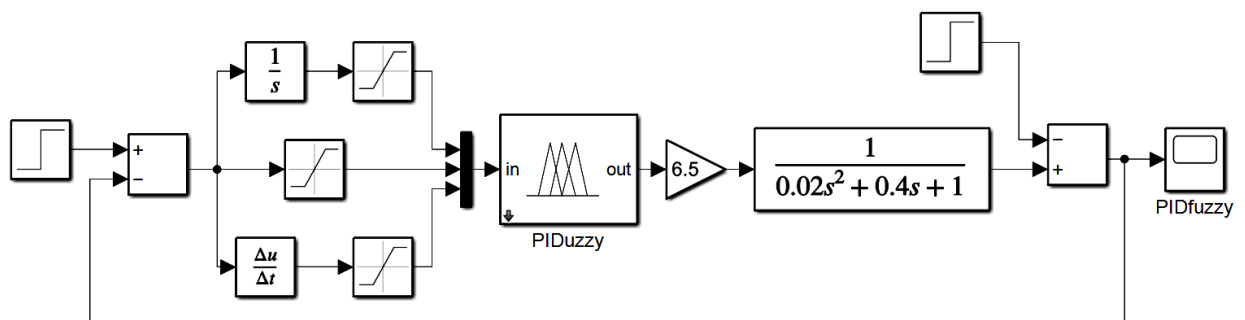 1
s
+
−
Δu
Δt
in
out
PIDuzzy
6.5
1
0.02s² + 0.4s + 1
−
+
PIDfuzzy